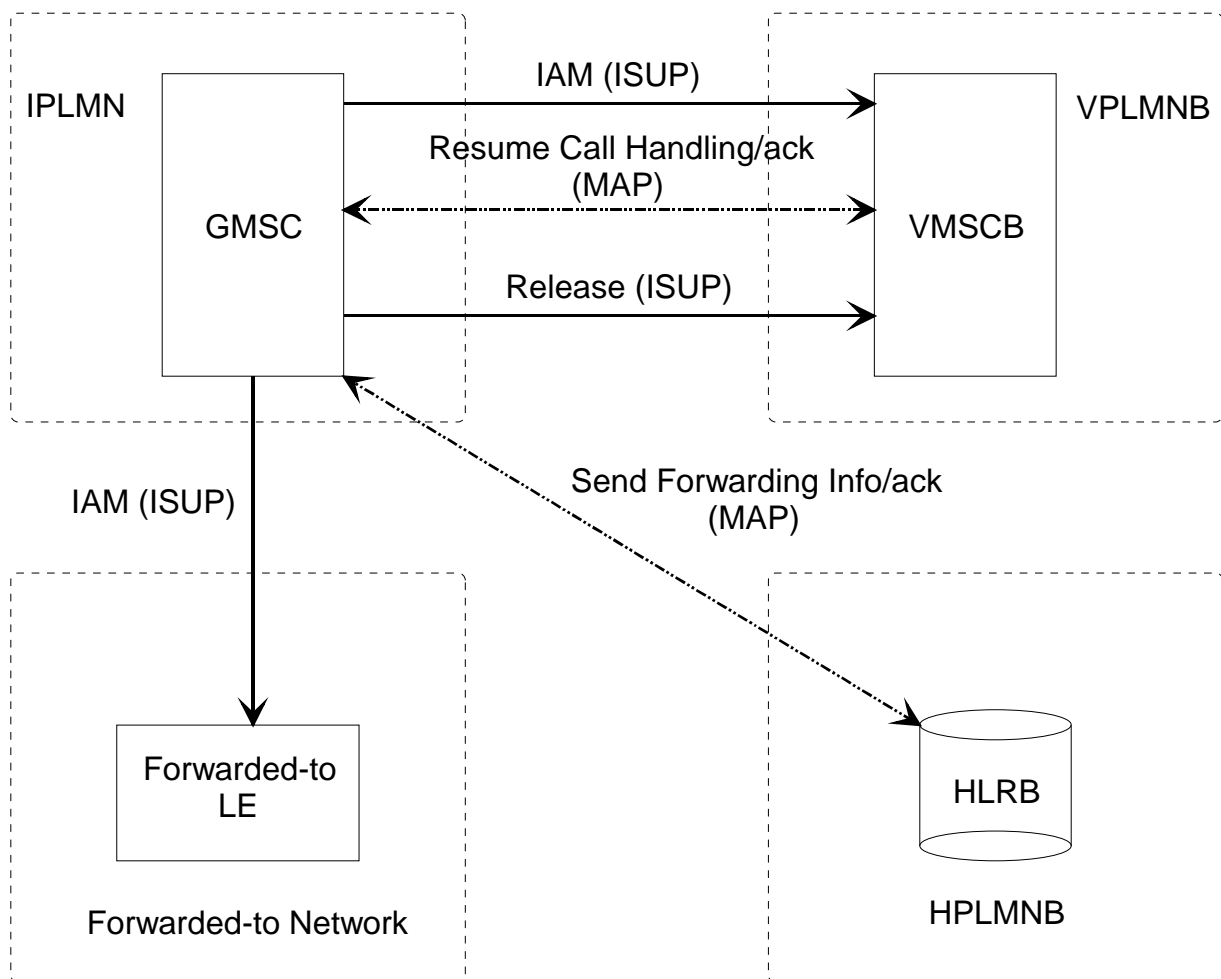 IAM (ISUP)
IPLMN
VPLMNB
Resume Call Handling/ack
(MAP)
GMSC
VMSCB
Release (ISUP)
IAM (ISUP)
Send Forwarding Info/ack
(MAP)
Forwarded-to
LE
HLRB
Forwarded-to Network
HPLMNB